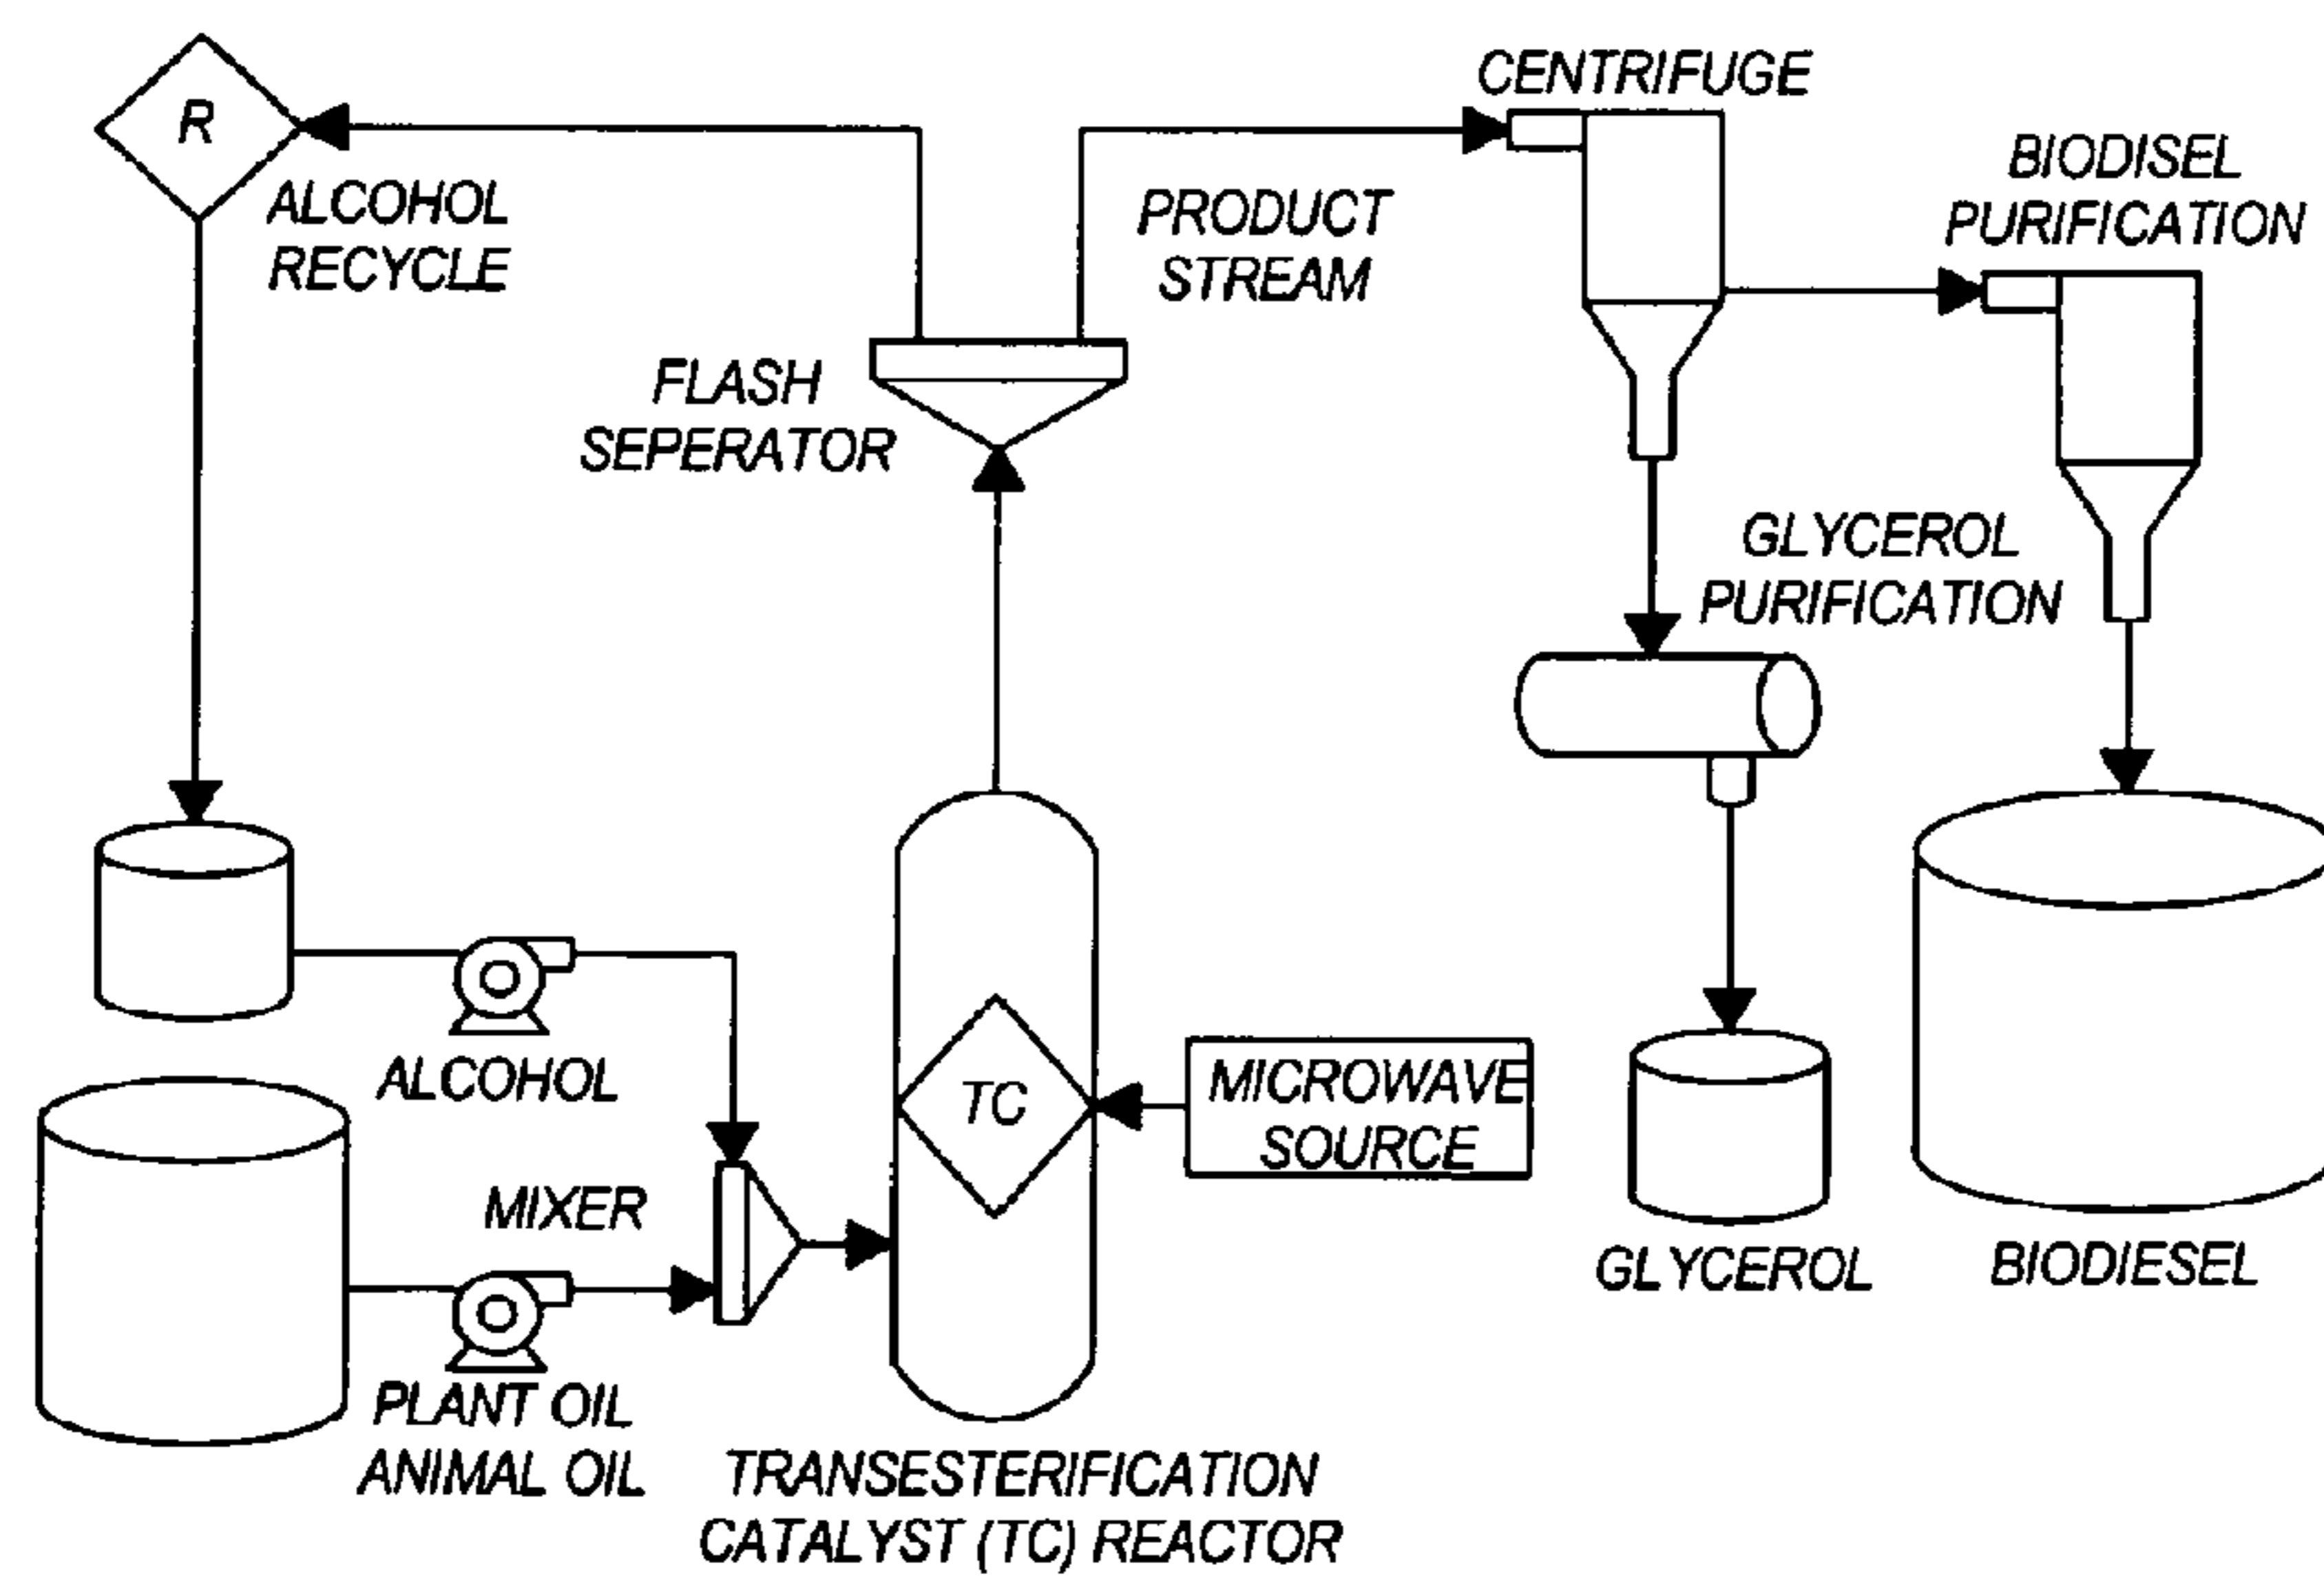 CENTRIFUGE
R
BIODISEL
PURIFICATION
ALCOHOL
RECYCLE
PRODUCT
STREAM
FLASH
SEPERATOR
GLYCEROL
PURIFICATION
ALCOHOL
TC
MICROWAVE
SOURCE
MIXER
GLYCEROL
BIODIESEL
PLANT OIL
ANIMAL OIL
TRANSESTERIFICATION
CATALYST (TC) REACTOR